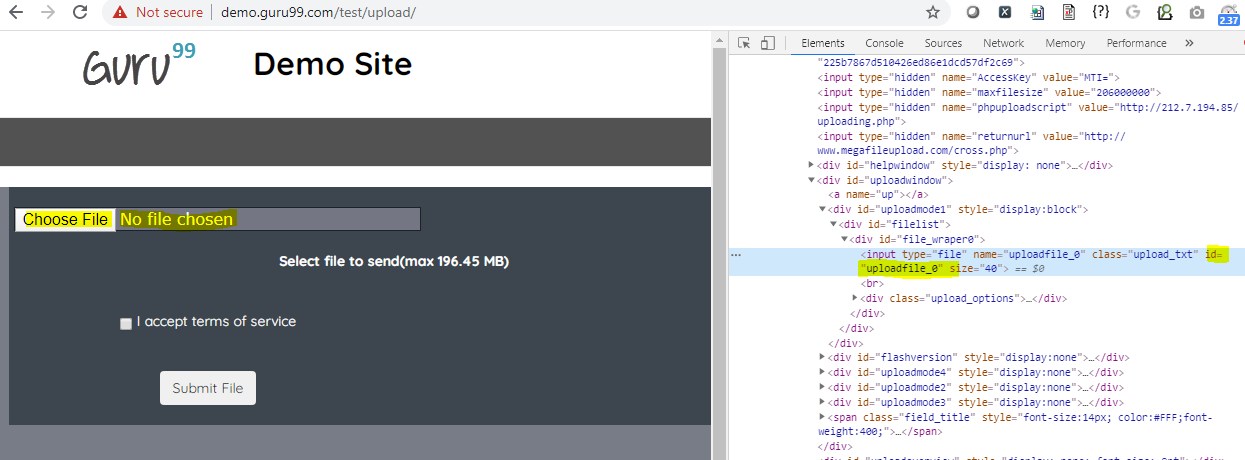 Not secure | demo.guru99.com/test/upload/
2.37
Guru99
Demo Site
Choose File No file chosen
Select file to send(max 196.45 MB)
I accept terms of service
Submit File
Elements Console Sources Network Memory Performance »
"225b7867d510426ed86e1dcd57df2c69">
<input type="hidden" name="AccessKey" value="MTI=">
<input type="hidden" name="maxfilesize" value="206000000">
<input type="hidden" name="phpuploadscript" value="http://212.7.194.85/
uploading.php">
<input type="hidden" name="returnurl" value="http://
www.megafileupload.com/cross.php">
<div id="helpwindow" style="display: none">…</div>
<div id="uploadwindow">
<a name="up"></a>
<div id="uploadmode1" style="display:block">
<div id="filelist">
<div id="file_wraper0">
<input type="file" name="uploadfile_0" class="upload_txt" id=
"uploadfile_0" size="40"> == $0
<br>
<div class="upload_options">…</div>
</div>
</div>
</div>
<div id="flashversion" style="display:none">…</div>
<div id="uploadmode4" style="display:none">…</div>
<div id="uploadmode2" style="display:none">…</div>
<div id="uploadmode3" style="display:none">…</div>
<span class="field_title" style="font-size:14px; color:#FFF;font-
weight:400;">…</span>
</div>